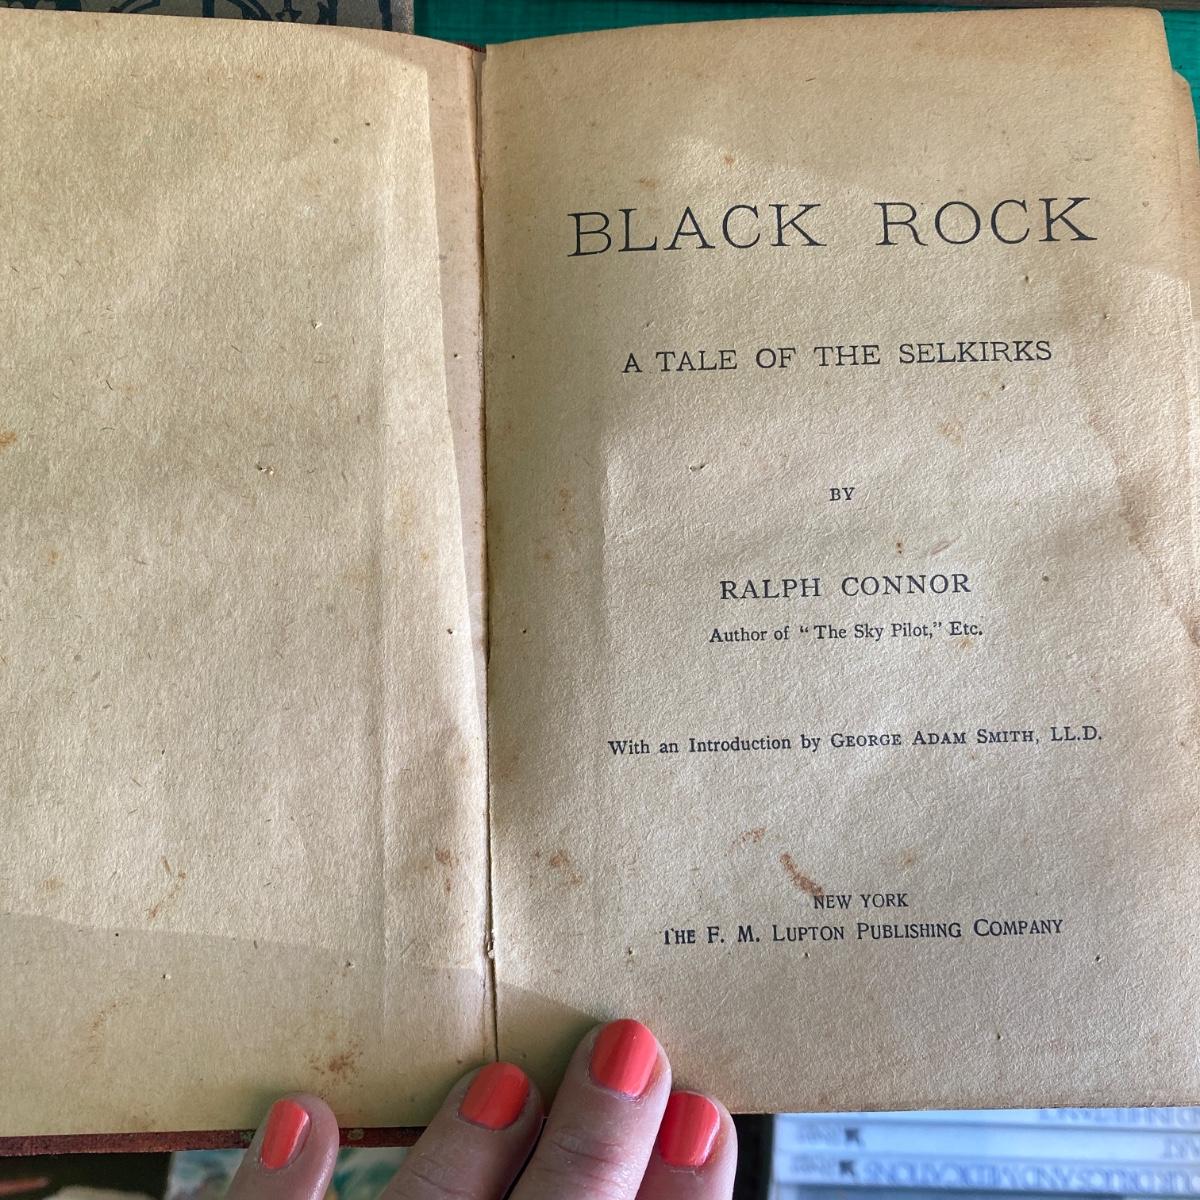 BLACK ROCK
A TALE OF THE SELKIRKS
BY
RALPH CONNOR
Author of “The Sky Pilot,” Etc.
With an Introduction by GEORGE ADAM SMITH, LL.D.
NEW YORK
THE F. M. LUPTON PUBLISHING COMPANY